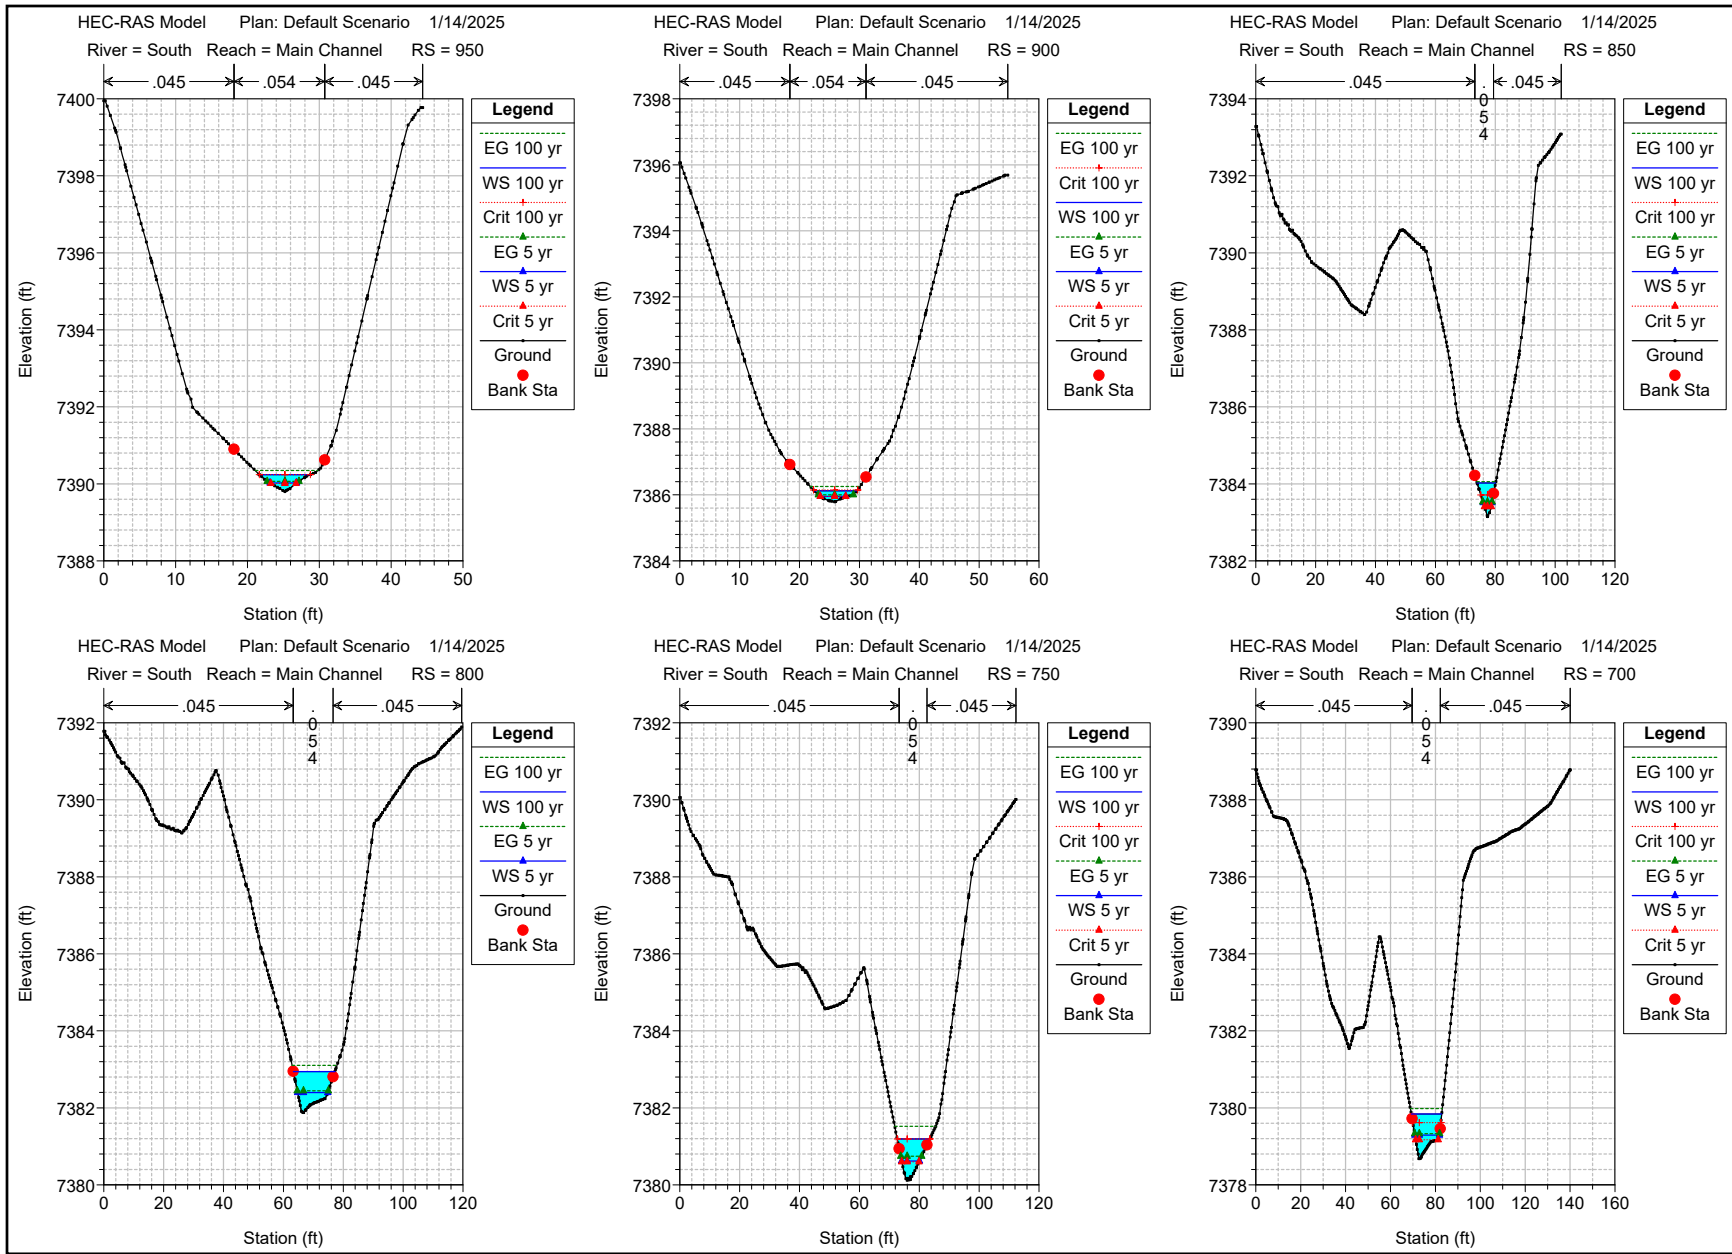 HEC-RAS Model Plan: Default Scenario 1/14/2025
River = South Reach = Main Channel RS = 950
.045 .054 .045
7400
7398
7396
7394
7392
7390
7388
0 10 20 30 40 50
Elevation (ft)
Station (ft)
Legend
EG 100 yr
WS 100 yr
Crit 100 yr
EG 5 yr
WS 5 yr
Crit 5 yr
Ground
Bank Sta
HEC-RAS Model Plan: Default Scenario 1/14/2025
River = South Reach = Main Channel RS = 900
.045 .054 .045
7398
7396
7394
7392
7390
7388
7386
7384
0 10 20 30 40 50 60
Elevation (ft)
Station (ft)
Legend
EG 100 yr
Crit 100 yr
WS 100 yr
EG 5 yr
WS 5 yr
Crit 5 yr
Ground
Bank Sta
HEC-RAS Model Plan: Default Scenario 1/14/2025
River = South Reach = Main Channel RS = 850
.045 .054 .045
7394
7392
7390
7388
7386
7384
7382
0 20 40 60 80 100 120
Elevation (ft)
Station (ft)
Legend
EG 100 yr
WS 100 yr
Crit 100 yr
EG 5 yr
WS 5 yr
Crit 5 yr
Ground
Bank Sta
HEC-RAS Model Plan: Default Scenario 1/14/2025
River = South Reach = Main Channel RS = 800
.045 .054 .045
7392
7390
7388
7386
7384
7382
7380
0 20 40 60 80 100 120
Elevation (ft)
Station (ft)
Legend
EG 100 yr
WS 100 yr
EG 5 yr
WS 5 yr
Ground
Bank Sta
HEC-RAS Model Plan: Default Scenario 1/14/2025
River = South Reach = Main Channel RS = 750
.045 .054 .045
7392
7390
7388
7386
7384
7382
7380
0 20 40 60 80 100 120
Elevation (ft)
Station (ft)
Legend
EG 100 yr
WS 100 yr
Crit 100 yr
EG 5 yr
WS 5 yr
Crit 5 yr
Ground
Bank Sta
HEC-RAS Model Plan: Default Scenario 1/14/2025
River = South Reach = Main Channel RS = 700
.045 .054 .045
7390
7388
7386
7384
7382
7380
7378
0 20 40 60 80 100 120 140 160
Elevation (ft)
Station (ft)
Legend
EG 100 yr
WS 100 yr
Crit 100 yr
EG 5 yr
WS 5 yr
Crit 5 yr
Ground
Bank Sta